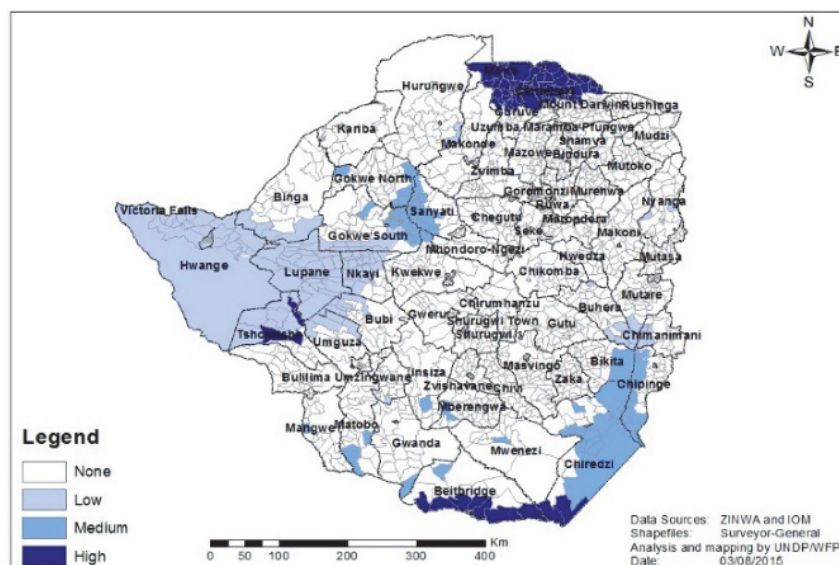 N
W E
S
Hurungwe
Guruve
Mount Darwin Rushinga
Kariba
Uzumba Maramba Pfungwe
Makonde
Shamva
Mudzi
Mazowe Bindura
Gokwe North
Zvimba
Mutoko
Binga
Goromonzi Murehwa
Sanyati
Ruwa
Nyanga
Victoria Falls
Chegutu
Marondera
Gokwe South
Seke
Makoni
Mhondoro-Ngezi
Hwedza
Mutasa
Hwange
Lupane
Nkayi
Kwekwe
Chikomba
Mutare
Chirumhanzu
Buhera
Bubi
Gweru
Shurugwi Town
Gutu
Chimanimani
Tsholotsho
Umguza
Shurugwi
Bikita
Masvingo
Bulilima Umzingwane
Insiza
Zaka
Chipinge
Zvishavane
Chivi
Mberengwa
Mangwe
Matobo
Gwanda
Mwenezi
Chiredzi
Beitbridge
Legend
None
Low
Medium
High
Km
0 50 100 200 300 400
Data Sources: ZINWA and IOM
Shapefiles: Surveyor-General
Analysis and mapping by UNDP/WFP
Date: 03/08/2015